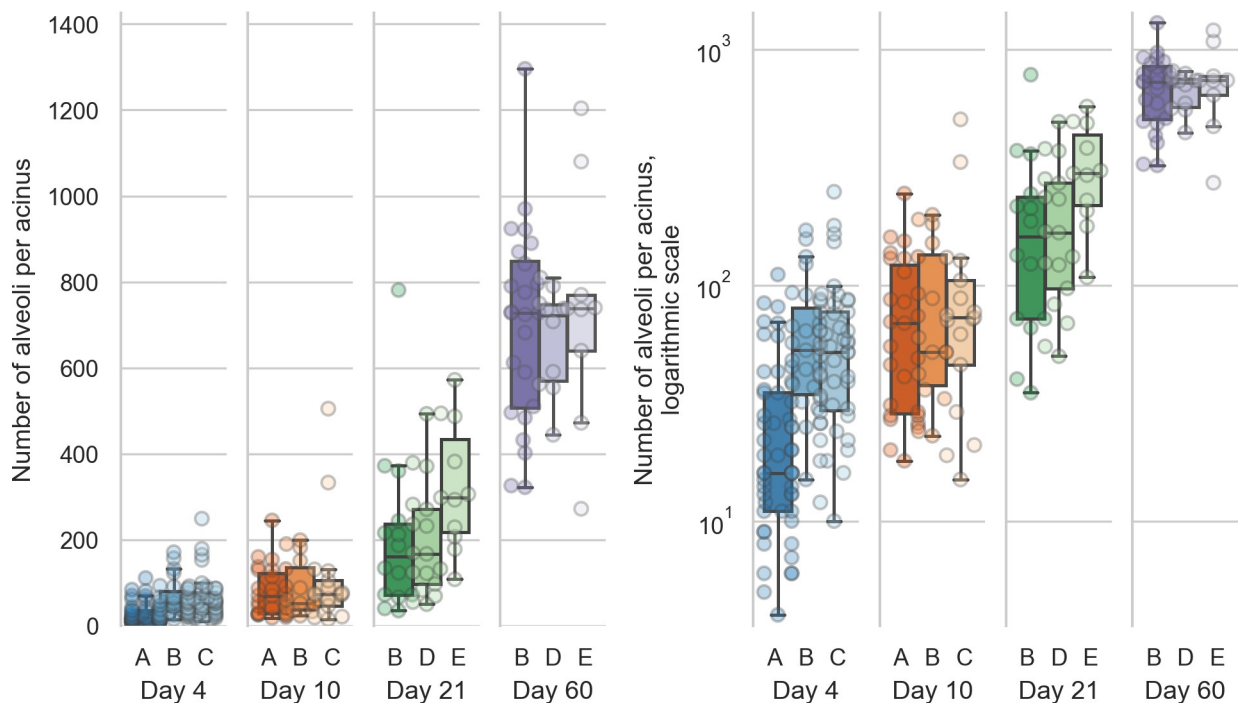 Number of alveoli per acinus
1400
1200
1000
800
600
400
200
0
A B C
Day 4
A B C
Day 10
B D E
Day 21
B D E
Day 60
Number of alveoli per acinus,
logarithmic scale
10³
10²
10¹
A B C
Day 4
A B C
Day 10
B D E
Day 21
B D E
Day 60